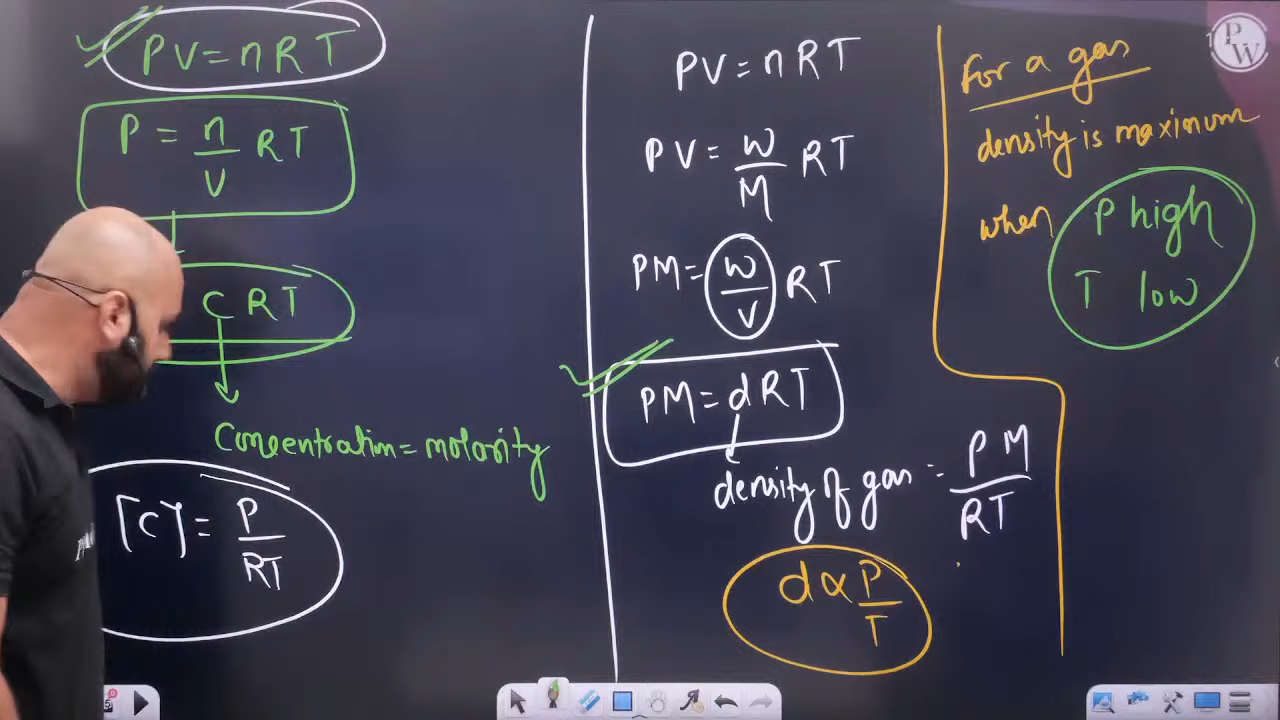 PV = nRT
P = n/V RT
C R T
Concentration = molarity
[C] = P/RT
PV = nRT
PV = w/M RT
PM = w/V RT
PM = dRT
density of gas = PM/RT
d ∝ P/T
For a gas
density is maximum
when P high
T low
PW